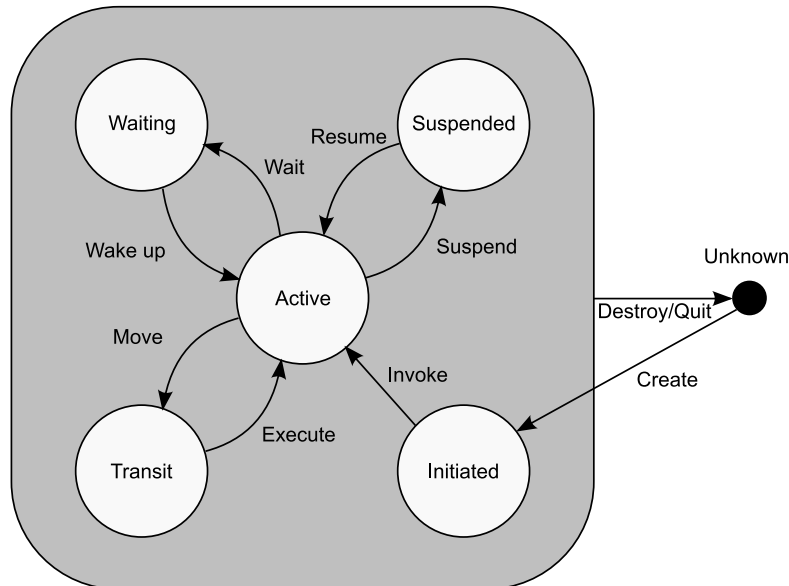 Waiting
Suspended
Resume
Wait
Wake up
Suspend
Unknown
Active
Destroy/Quit
Move
Invoke
Create
Execute
Transit
Initiated